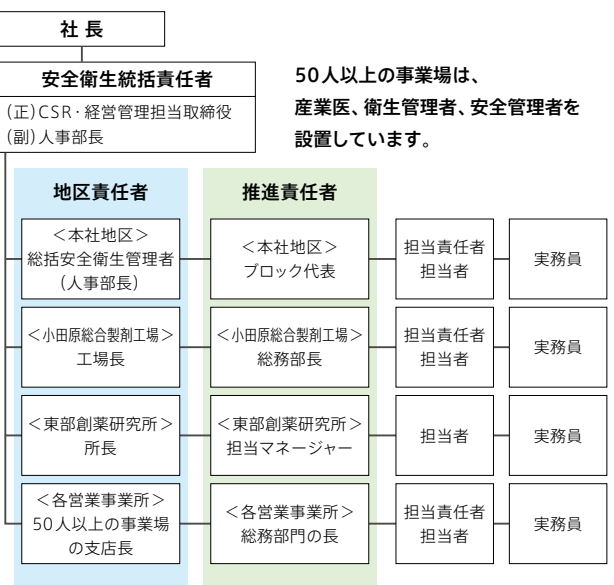 社長
安全衛生統括責任者
(正)CSR・経営管理担当取締役
(副)人事部長
50人以上の事業場は、
産業医、衛生管理者、安全管理者を
設置しています。
地区責任者
推進責任者
＜本社地区＞
総括安全衛生管理者
(人事部長)
＜本社地区＞
ブロック代表
担当責任者
担当者
実務員
＜小田原総合製剤工場＞
工場長
＜小田原総合製剤工場＞
総務部長
担当責任者
担当者
実務員
＜東部創薬研究所＞
所長
＜東部創薬研究所＞
担当マネージャー
担当者
実務員
＜各営業事業所＞
50人以上の事業場
の支店長
＜各営業事業所＞
総務部門の長
担当責任者
担当者
実務員